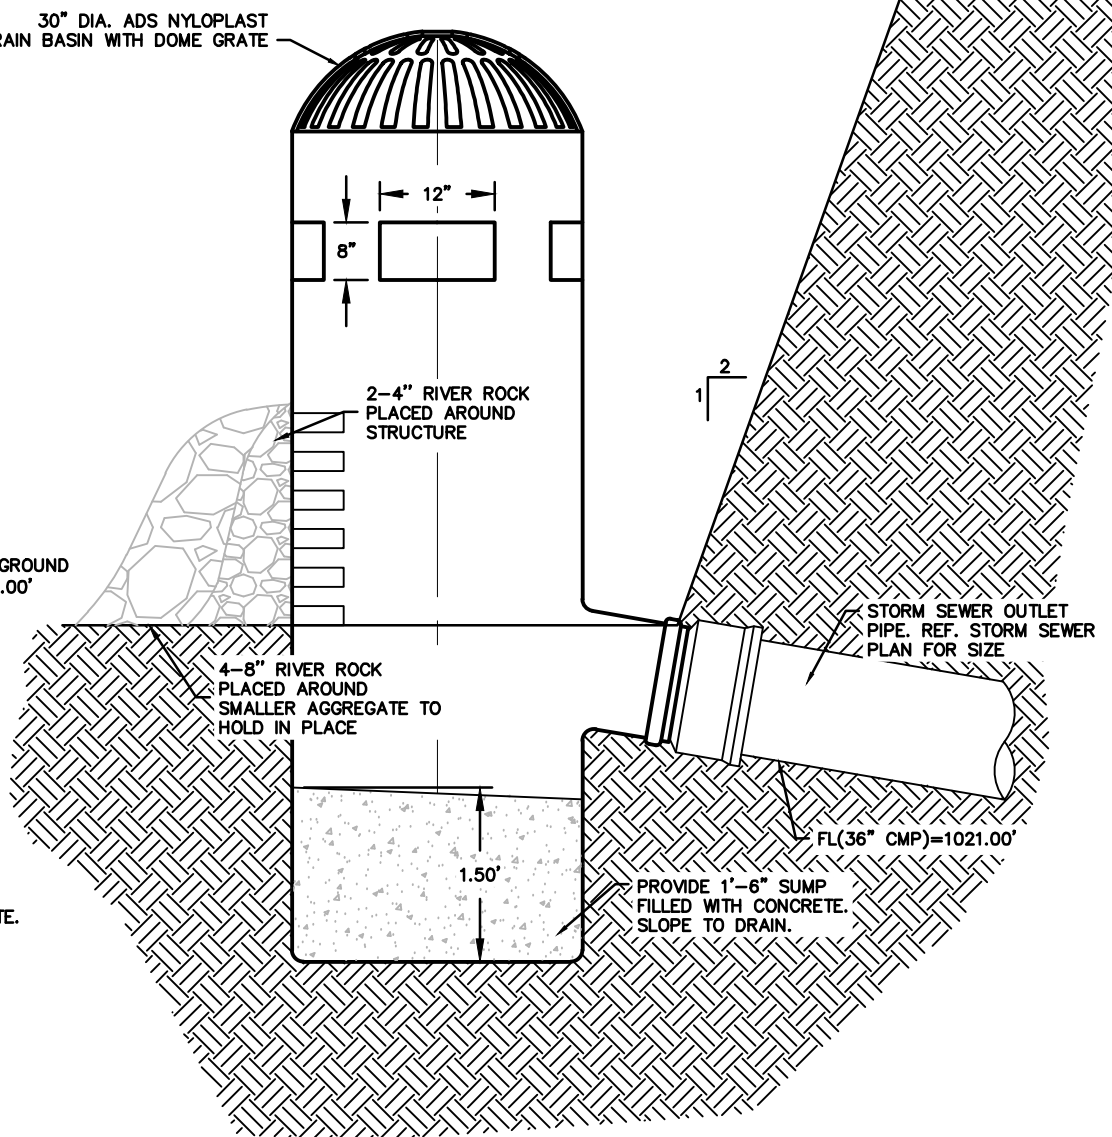 30" DIA. ADS NYLOPLAST
RAIN BASIN WITH DOME GRATE
12"
8"
2
1
2–4" RIVER ROCK
PLACED AROUND
STRUCTURE
GROUND
.00'
STORM SEWER OUTLET
PIPE. REF. STORM SEWER
PLAN FOR SIZE
4–8" RIVER ROCK
PLACED AROUND
SMALLER AGGREGATE TO
HOLD IN PLACE
FL(36" CMP)=1021.00'
1.50'
PROVIDE 1'–6" SUMP
FILLED WITH CONCRETE.
SLOPE TO DRAIN.
TE.